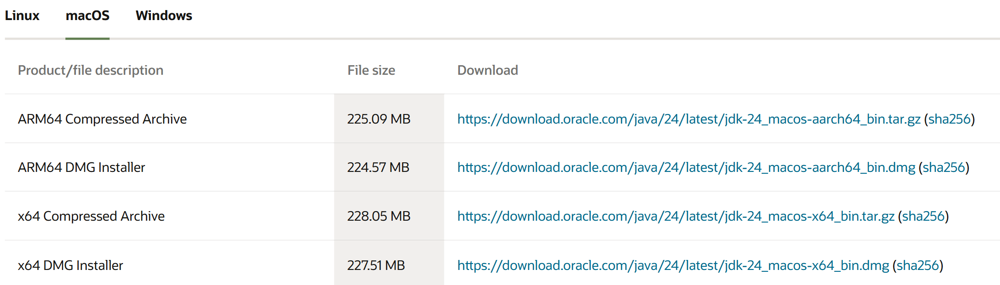 Linux macOS Windows
Product/file description File size Download
ARM64 Compressed Archive 225.09 MB https://download.oracle.com/java/24/latest/jdk-24_macos-aarch64_bin.tar.gz (sha256)
ARM64 DMG Installer 224.57 MB https://download.oracle.com/java/24/latest/jdk-24_macos-aarch64_bin.dmg (sha256)
x64 Compressed Archive 228.05 MB https://download.oracle.com/java/24/latest/jdk-24_macos-x64_bin.tar.gz (sha256)
x64 DMG Installer 227.51 MB https://download.oracle.com/java/24/latest/jdk-24_macos-x64_bin.dmg (sha256)